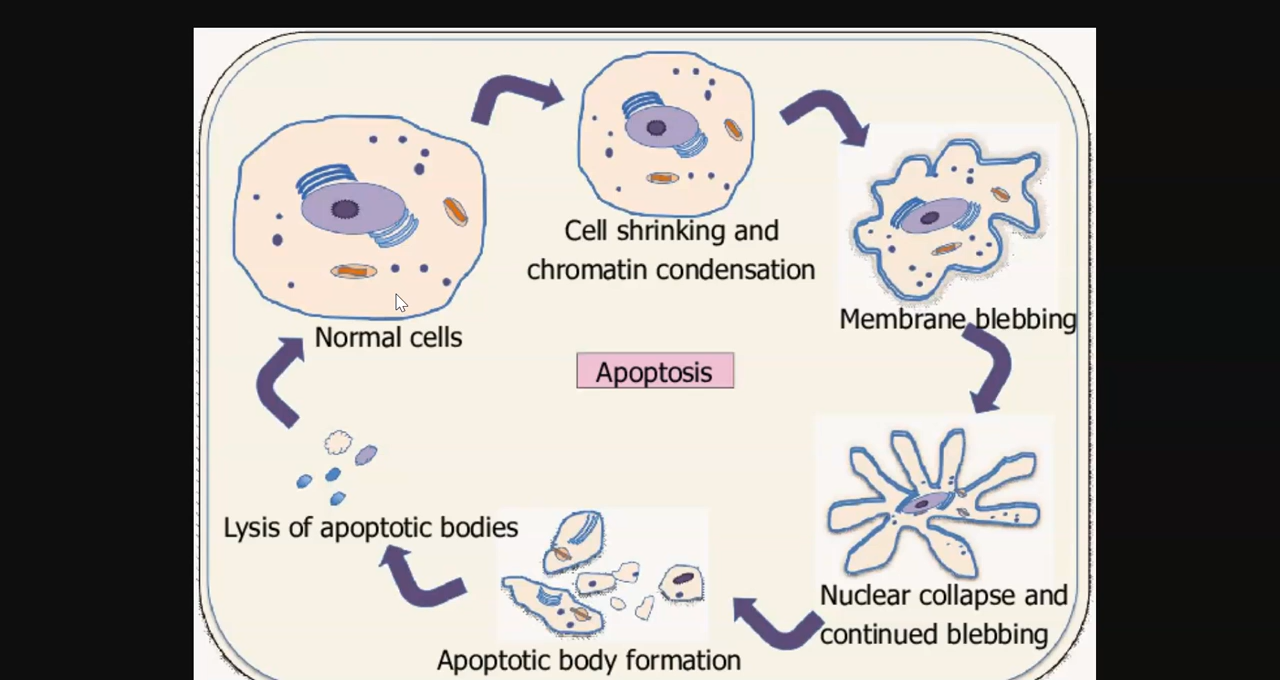 Cell shrinking and
chromatin condensation
Membrane blebbing
Normal cells
Apoptosis
Lysis of apoptotic bodies
Nuclear collapse and
continued blebbing
Apoptotic body formation